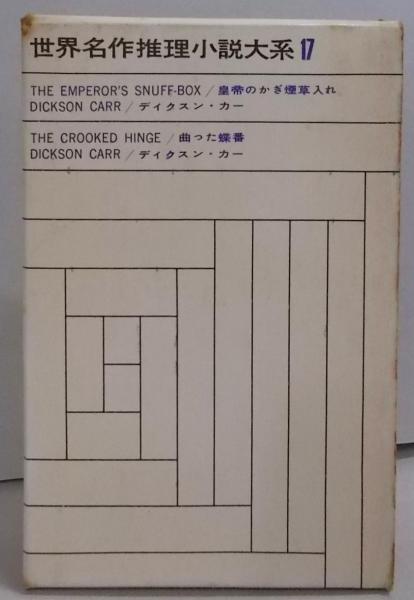 世界名作推理小説大系17
THE EMPEROR'S SNUFF-BOX / 皇帝のかぎ煙草入れ
DICKSON CARR / ディクスン・カー
THE CROOKED HINGE / 曲った蝶番
DICKSON CARR / ディクスン・カー